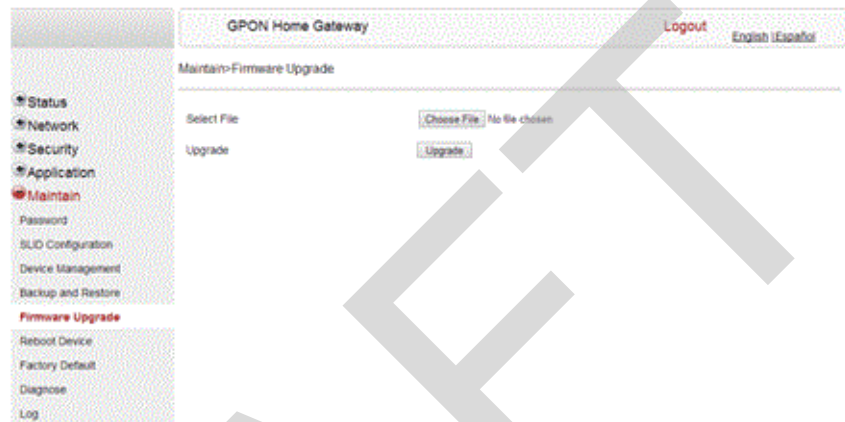 GPON Home Gateway
Logout
English |Español
Maintain>Firmware Upgrade
Status
Network
Security
Application
Maintain
Password
SLID Configuration
Device Management
Backup and Restore
Firmware Upgrade
Reboot Device
Factory Default
Diagnose
Log
Select File
Choose File No file chosen
Upgrade
Upgrade